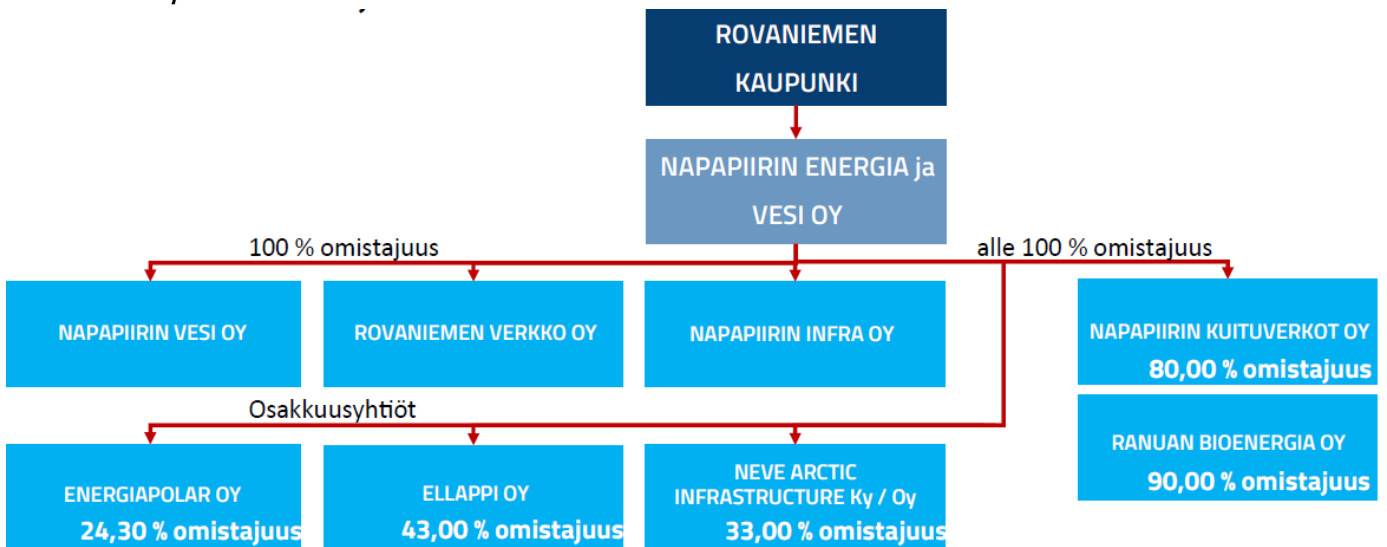 ROVANIEMEN
KAUPUNKI
NAPAPIIRIN ENERGIA ja
VESI OY
100 % omistajuus
alle 100 % omistajuus
NAPAPIIRIN VESI OY
ROVANIEMEN VERKKO OY
NAPAPIIRIN INFRA OY
NAPAPIIRIN KUITUVERKOT OY
80,00 % omistajuus
RANUAN BIOENERGIA OY
90,00 % omistajuus
Osakkuusyhtiöt
ENERGIAPOLAR OY
24,30 % omistajuus
ELLAPPI OY
43,00 % omistajuus
NEVE ARCTIC
INFRASTRUCTURE Ky / Oy
33,00 % omistajuus